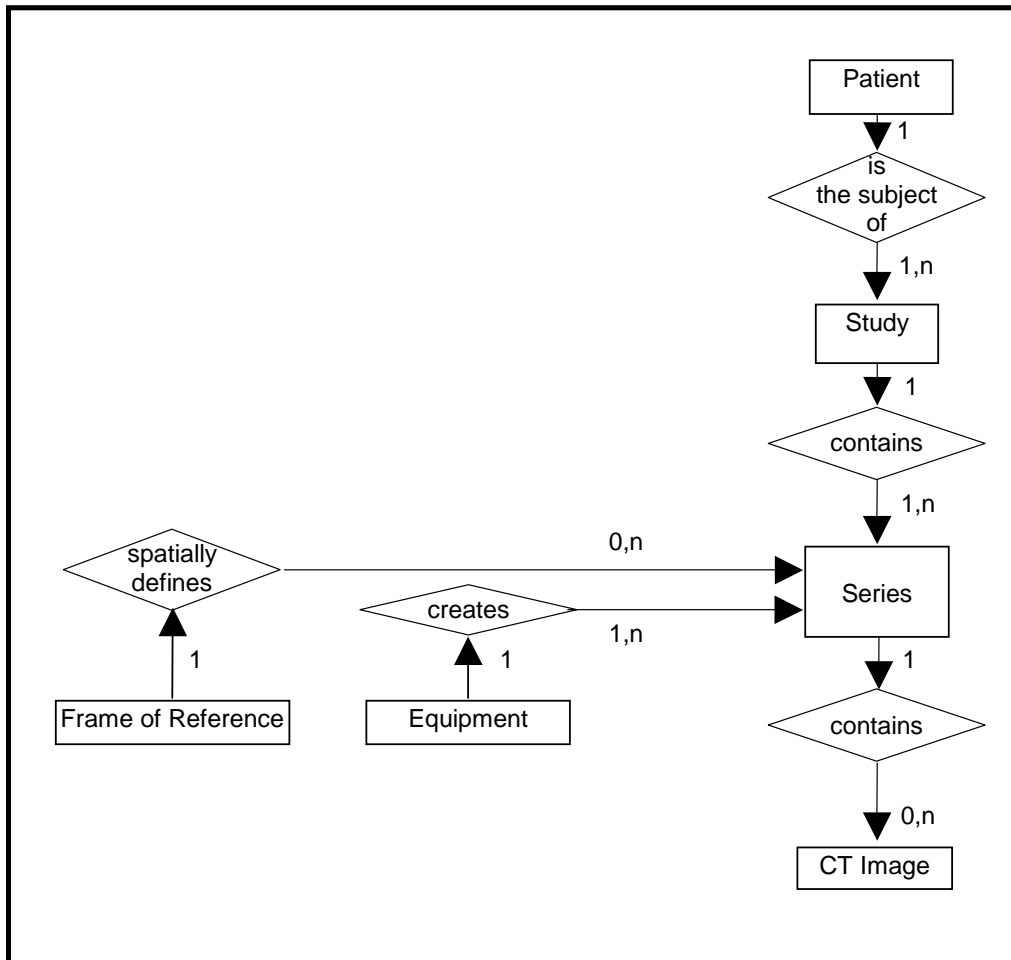 Patient
1
is
the subject
of
1,n
Study
1
contains
1,n
spatially
defines
0,n
Series
creates
1,n
1
1
1
Frame of Reference
Equipment
contains
0,n
CT Image